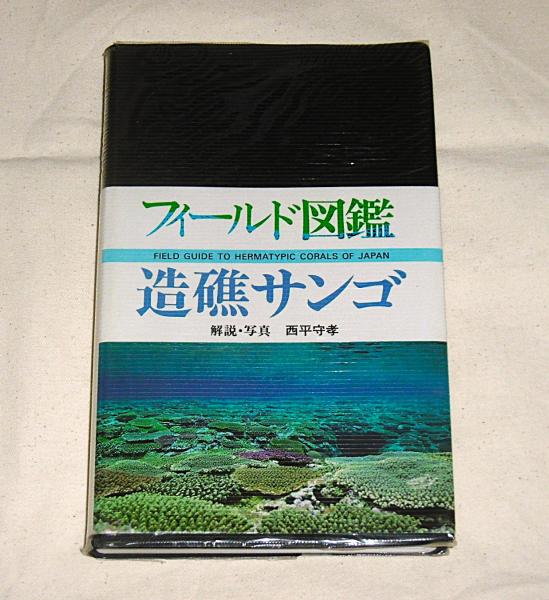 フィールド図鑑
FIELD GUIDE TO HERMATYPIC CORALS OF JAPAN
造礁サンゴ
解説・写真 西平守孝